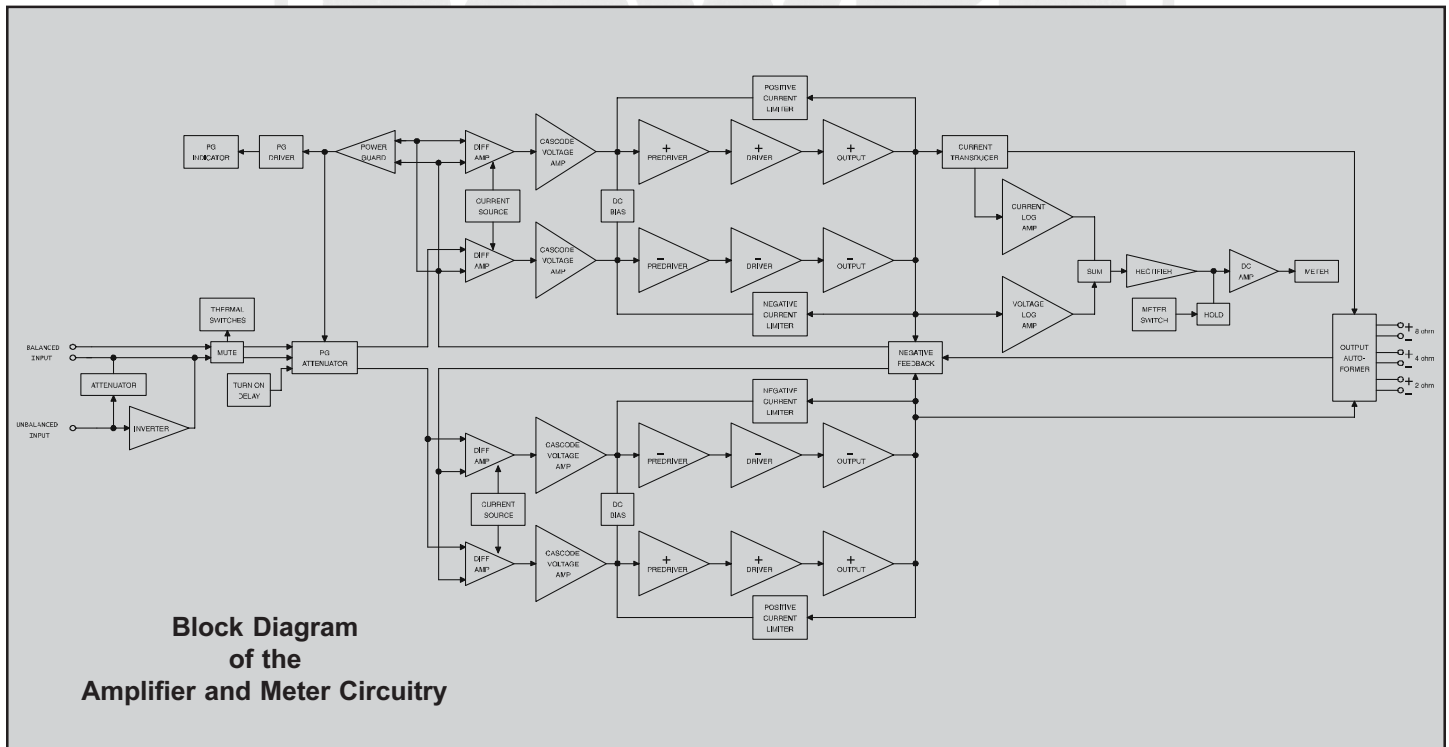 POSITIVE
CURRENT
LIMITER
PG
INDICATOR
PG
DRIVER
POWER
GUARD
DIFF
AMP
CASCODE
VOLTAGE
AMP
+
PREDRIVER
+
DRIVER
+
OUTPUT
CURRENT
TRANSDUCER
CURRENT
SOURCE
DC
BIAS
CURRENT
LOG
AMP
DIFF
AMP
CASCODE
VOLTAGE
AMP
–
PREDRIVER
–
DRIVER
–
OUTPUT
SUM
RECTIFIER
DC
AMP
METER
NEGATIVE
CURRENT
LIMITER
VOLTAGE
LOG
AMP
METER
SWITCH
HOLD
THERMAL
SWITCHES
BALANCED
INPUT
MUTE
PG
ATTENUATOR
NEGATIVE
FEEDBACK
OUTPUT
AUTO-
FORMER
+
8 ohm
–
+
4 ohm
–
+
2 ohm
–
ATTENUATOR
TURN ON
DELAY
UNBALANCED
INPUT
INVERTER
NEGATIVE
CURRENT
LIMITER
DIFF
AMP
CASCODE
VOLTAGE
AMP
–
PREDRIVER
–
DRIVER
–
OUTPUT
CURRENT
SOURCE
DC
BIAS
DIFF
AMP
CASCODE
VOLTAGE
AMP
+
PREDRIVER
+
DRIVER
+
OUTPUT
POSITIVE
CURRENT
LIMITER
Block Diagram
of the
Amplifier and Meter Circuitry